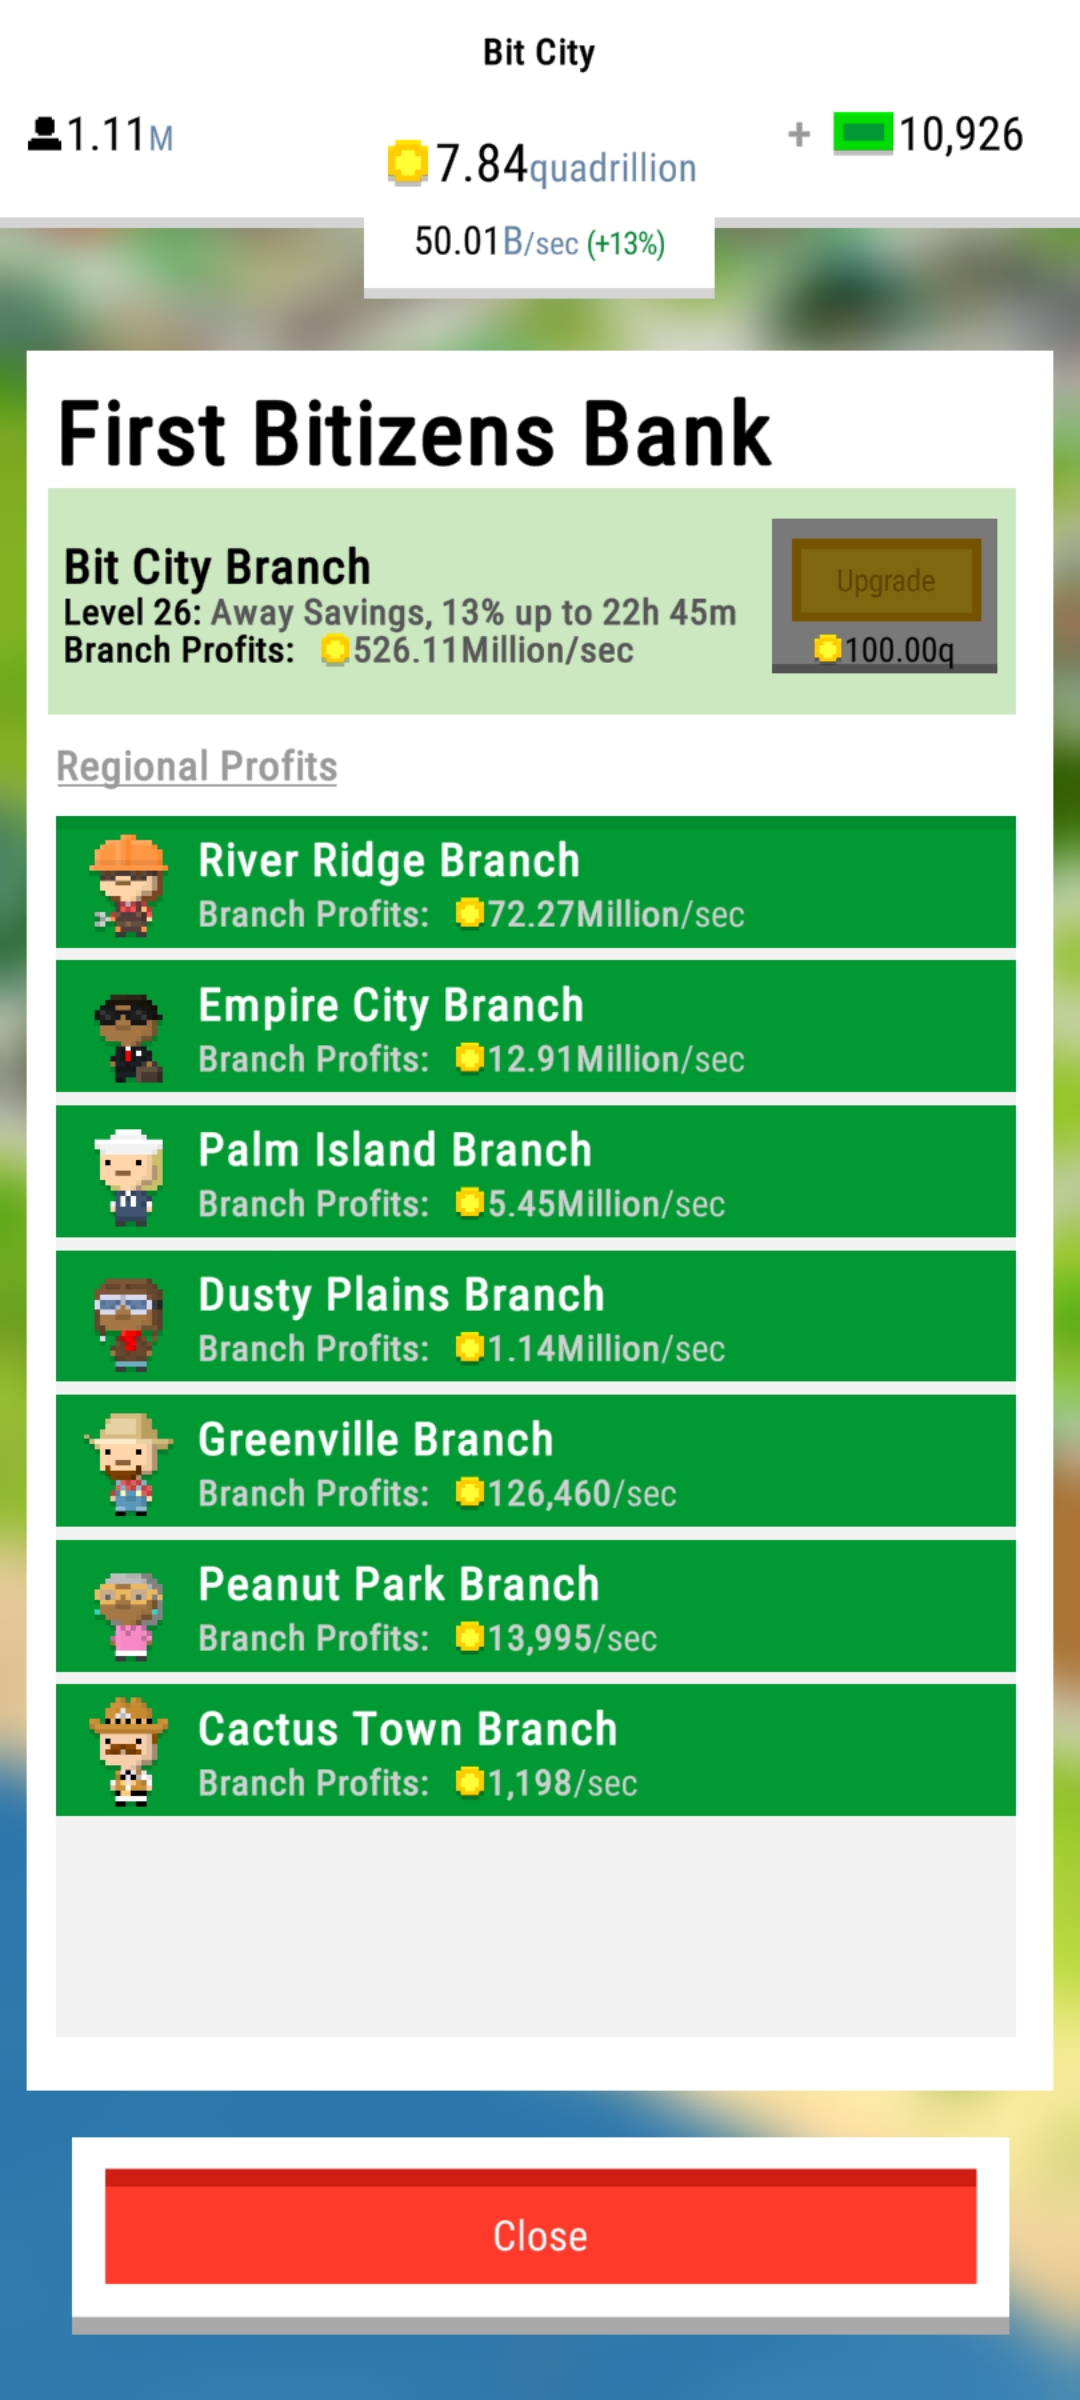 Bit City
1.11M
7.84quadrillion
+ 10,926
50.01B/sec (+13%)
First Bitizens Bank
Bit City Branch
Level 26: Away Savings, 13% up to 22h 45m
Branch Profits: 526.11Million/sec
Upgrade
100.00q
Regional Profits
River Ridge Branch
Branch Profits: 72.27Million/sec
Empire City Branch
Branch Profits: 12.91Million/sec
Palm Island Branch
Branch Profits: 5.45Million/sec
Dusty Plains Branch
Branch Profits: 1.14Million/sec
Greenville Branch
Branch Profits: 126,460/sec
Peanut Park Branch
Branch Profits: 13,995/sec
Cactus Town Branch
Branch Profits: 1,198/sec
Close